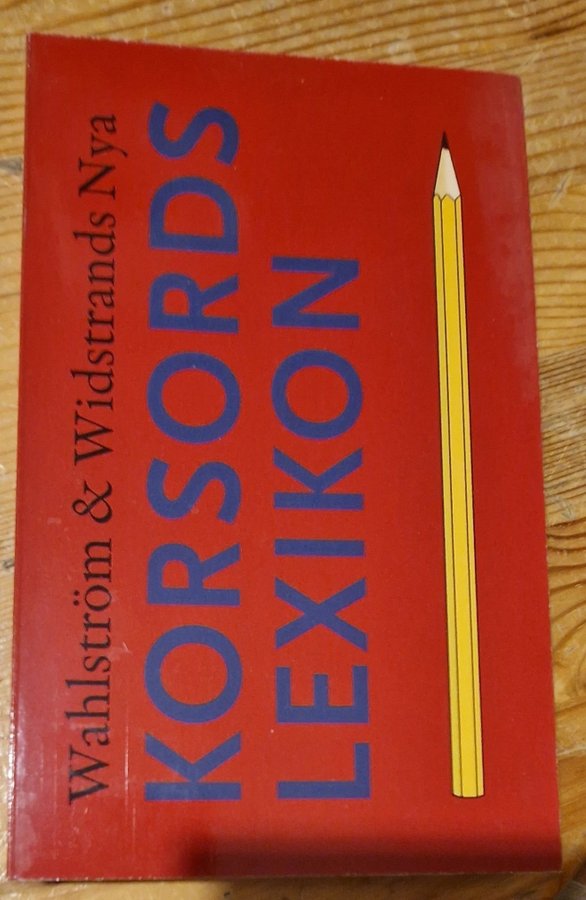 Wahlström & Widstrands Nya
KORSORDS
LEXIKON